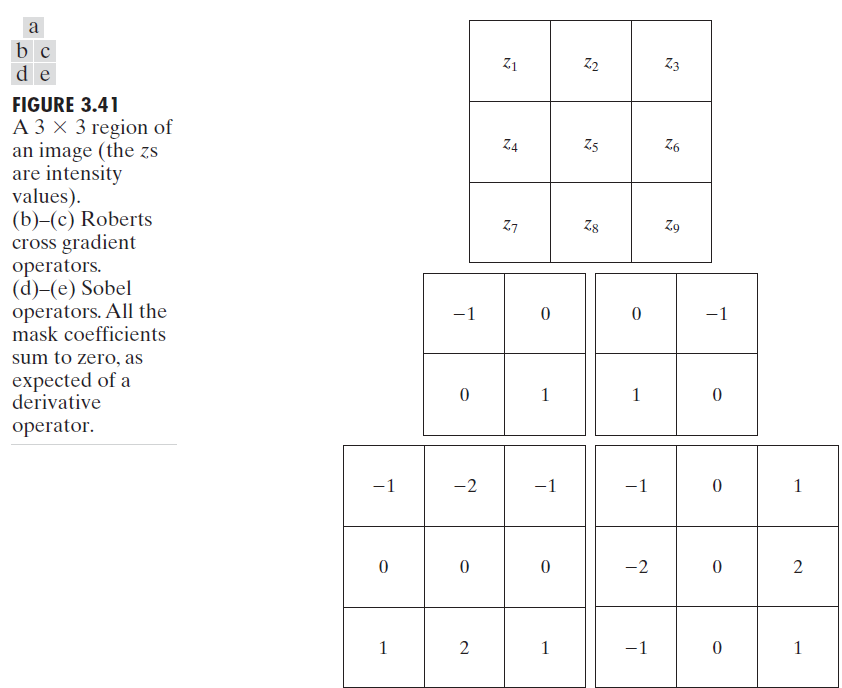 a
b c
d e
FIGURE 3.41
A 3 × 3 region of
an image (the zs
are intensity
values).
(b)–(c) Roberts
cross gradient
operators.
(d)–(e) Sobel
operators. All the
mask coefficients
sum to zero, as
expected of a
derivative
operator.
z1 z2 z3
z4 z5 z6
z7 z8 z9
−1 0 0 −1
0 1 1 0
−1 −2 −1 −1 0 1
0 0 0 −2 0 2
1 2 1 −1 0 1